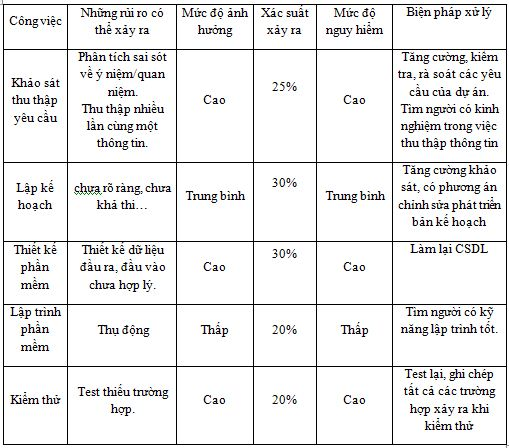 Công việc
Những rủi ro có
thể xảy ra
Mức độ ảnh
hưởng
Xác suất
xảy ra
Mức độ
nguy hiểm
Biện pháp xử lý
Khảo sát
thu thập
yêu cầu
Phân tích sai sót
về ý niệm/quan
niệm.
Thu thập nhiều
lần cùng một
thông tin.
Cao
25%
Cao
Tăng cường, kiểm
tra, rà soát các yêu
cầu của dự án.
Tìm người có kinh
nghiệm trong việc
thu thập thông tin
Lập kế
hoạch
chưa rõ ràng, chưa
khả thi…
Trung bình
30%
Trung bình
Tăng cường khảo
sát, có phương án
chỉnh sửa phát triển
bản kế hoạch
Thiết kế
phần
mềm
Thiết kế dữ liệu
đầu ra, đầu vào
chưa hợp lý.
Cao
30%
Cao
Làm lại CSDL
Lập trình
phần
mềm
Thụ động
Thấp
20%
Thấp
Tìm người có kỹ
năng lập trình tốt.
Kiểm thử
Test thiếu trường
hợp.
Cao
20%
Cao
Test lại, ghi chép
tất cả các trường
hợp xảy ra khi
kiểm thử